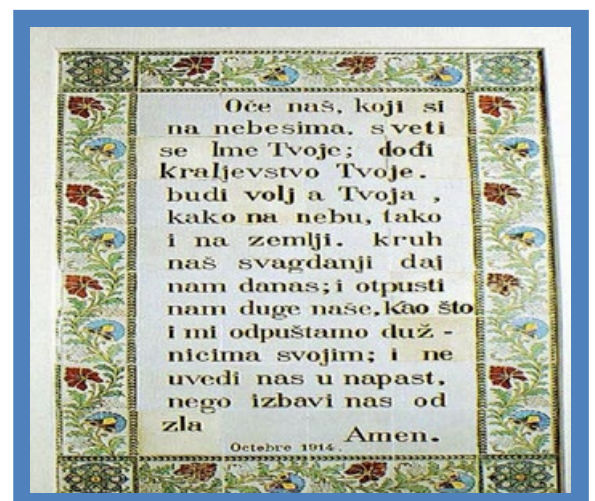 Oče naš, koji si
na nebesima, sveti
se Ime Tvoje; dođi
kraljevstvo Tvoje.
budi volj a Tvoja ,
kako na nebu, tako
i na zemlji. kruh
naš svagdanji daj
nam danas; i otpusti
nam duge naše, kao što
i mi odpuštamo duž -
nicima svojim; i ne
uvedi nas u napast,
nego izbavi nas od
zla
Amen.
Octobre 1914.